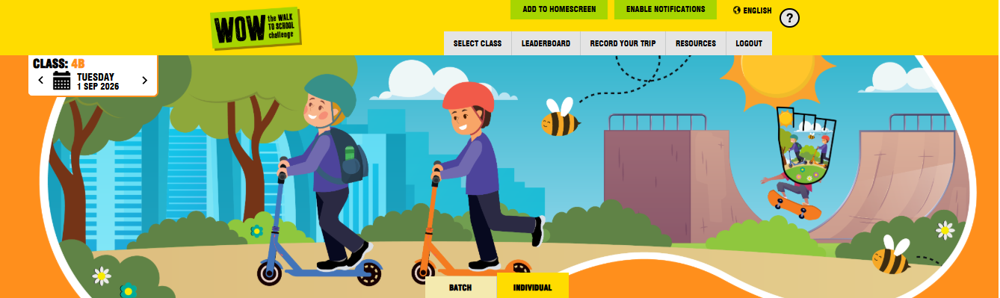 ADD TO HOMESCREEN
ENABLE NOTIFICATIONS
ENGLISH
?
WOW
the WALK
TO SCHOOL
challenge
SELECT CLASS
LEADERBOARD
RECORD YOUR TRIP
RESOURCES
LOGOUT
CLASS: 4B
TUESDAY
1 SEP 2026
BATCH
INDIVIDUAL